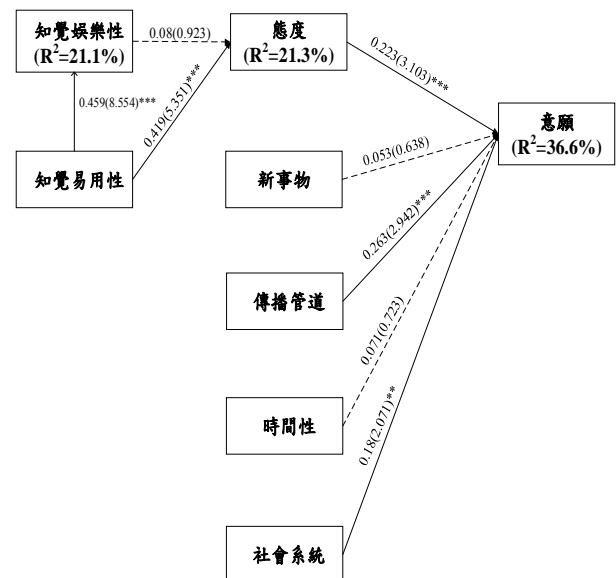 知覺娛樂性
(R²=21.1%)
0.08(0.923)
態度
(R²=21.3%)
0.223(3.103)***
0.459(8.554)***
0.419(5.351)***
意願
(R²=36.6%)
知覺易用性
新事物
0.053(0.638)
傳播管道
0.263(2.942)***
時間性
0.071(0.723)
社會系統
0.18(2.071)**